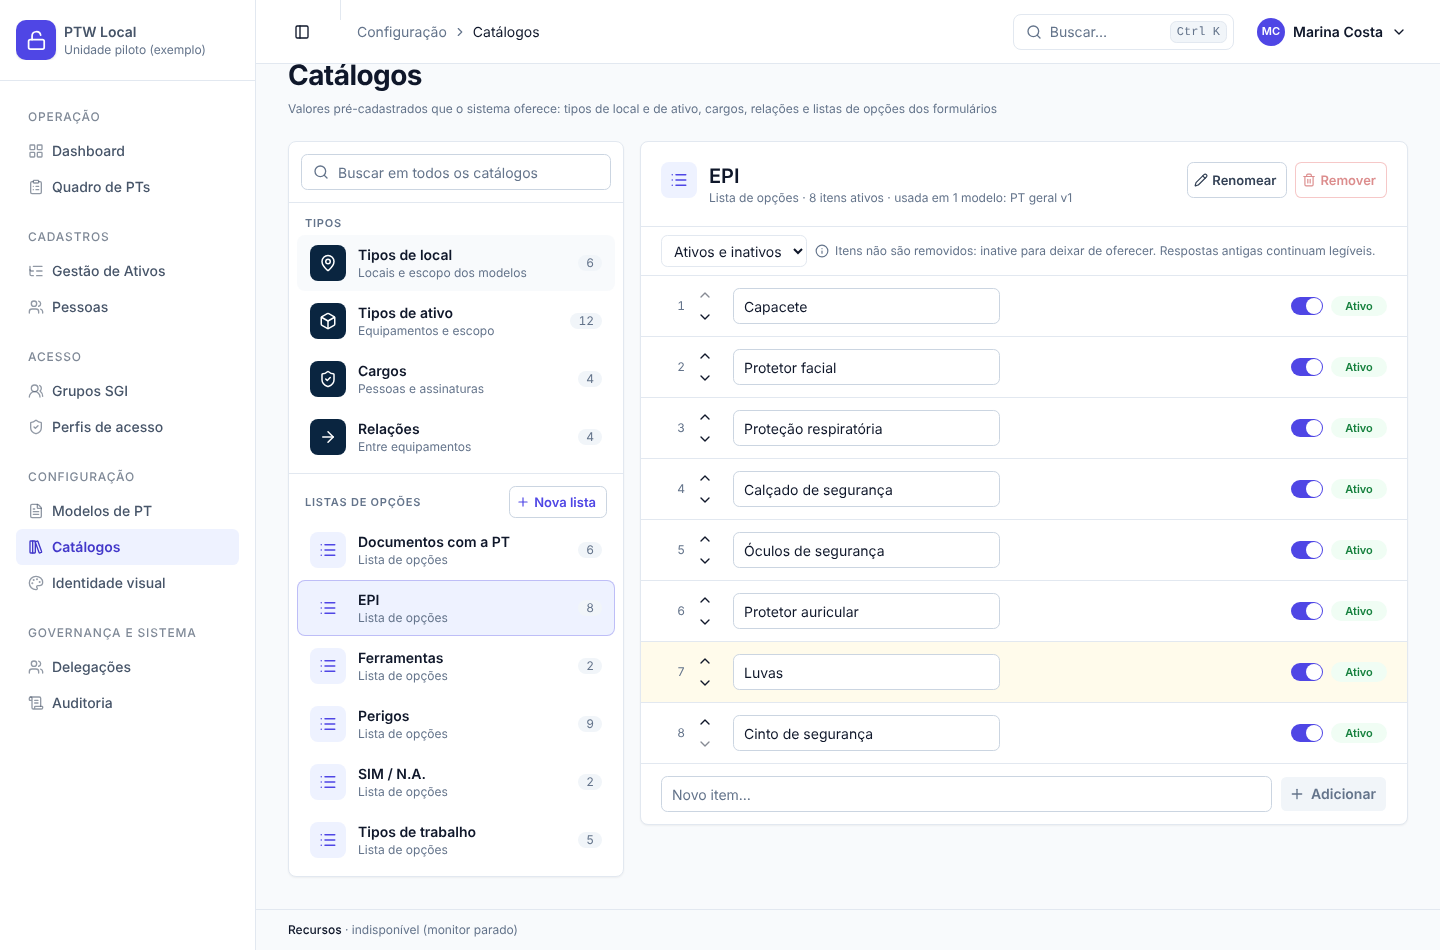 PTW Local
Unidade piloto (exemplo)
OPERAÇÃO
Dashboard
Quadro de PTs
CADASTROS
Gestão de Ativos
Pessoas
ACESSO
Grupos SGI
Perfis de acesso
CONFIGURAÇÃO
Modelos de PT
Catálogos
Identidade visual
GOVERNANÇA E SISTEMA
Delegações
Auditoria
Configuração > Catálogos
Buscar... Ctrl K
MC Marina Costa
Catálogos
Valores pré-cadastrados que o sistema oferece: tipos de local e de ativo, cargos, relações e listas de opções dos formulários
Buscar em todos os catálogos
TIPOS
Tipos de local 6
Locais e escopo dos modelos
Tipos de ativo 12
Equipamentos e escopo
Cargos 4
Pessoas e assinaturas
Relações 4
Entre equipamentos
LISTAS DE OPÇÕES + Nova lista
Documentos com a PT 6
Lista de opções
EPI 8
Lista de opções
Ferramentas 2
Lista de opções
Perigos 9
Lista de opções
SIM / N.A. 2
Lista de opções
Tipos de trabalho 5
Lista de opções
EPI
Lista de opções · 8 itens ativos · usada em 1 modelo: PT geral v1
Renomear Remover
Ativos e inativos Itens não são removidos: inative para deixar de oferecer. Respostas antigas continuam legíveis.
1 Capacete Ativo
2 Protetor facial Ativo
3 Proteção respiratória Ativo
4 Calçado de segurança Ativo
5 Óculos de segurança Ativo
6 Protetor auricular Ativo
7 Luvas Ativo
8 Cinto de segurança Ativo
Novo item... + Adicionar
Recursos · indisponível (monitor parado)